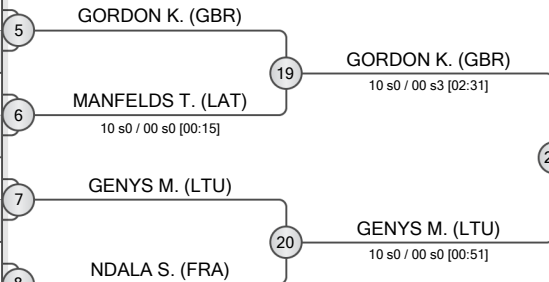 GORDON K. (GBR)
5
19
GORDON K. (GBR)
10 s0 / 00 s3 [02:31]
MANFELDS T. (LAT)
6
10 s0 / 00 s0 [00:15]
GENYS M. (LTU)
7
20
GENYS M. (LTU)
10 s0 / 00 s0 [00:51]
NDALA S. (FRA)
8